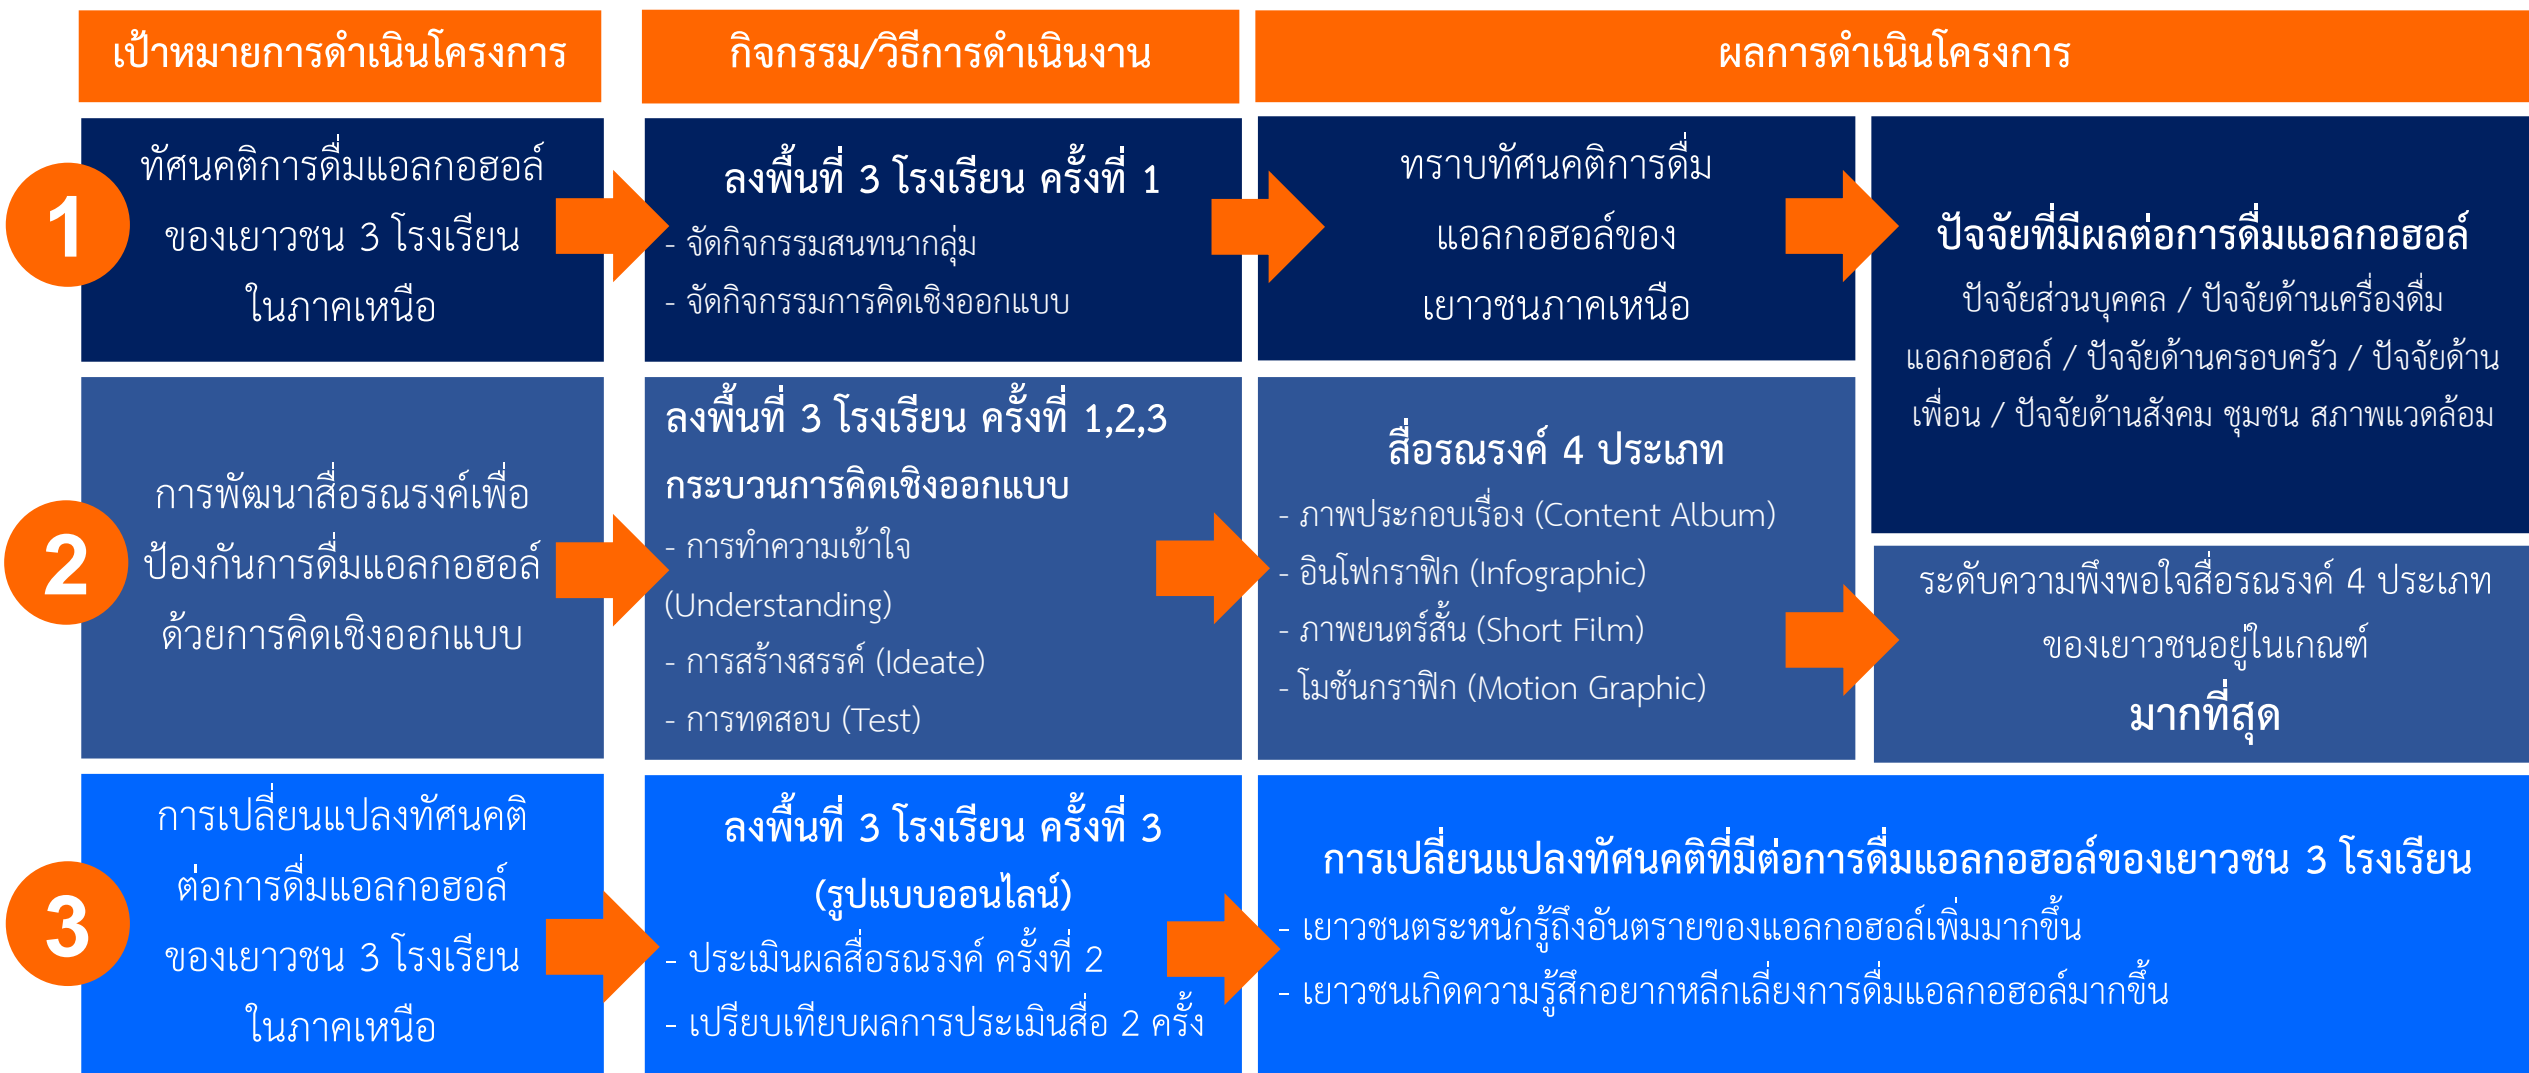 เป้าหมายการดำเนินโครงการ
กิจกรรม/วิธีการดำเนินงาน
ผลการดำเนินโครงการ
1
ทัศนคติการดื่มแอลกอฮอล์
ของเยาวชน 3 โรงเรียน
ในภาคเหนือ
ลงพื้นที่ 3 โรงเรียน ครั้งที่ 1
- จัดกิจกรรมสนทนากลุ่ม
- จัดกิจกรรมการคิดเชิงออกแบบ
ทราบทัศนคติการดื่ม
แอลกอฮอล์ของ
เยาวชนภาคเหนือ
ปัจจัยที่มีผลต่อการดื่มแอลกอฮอล์
ปัจจัยส่วนบุคคล / ปัจจัยด้านเครื่องดื่ม
แอลกอฮอล์ / ปัจจัยด้านครอบครัว / ปัจจัยด้าน
เพื่อน / ปัจจัยด้านสังคม ชุมชน สภาพแวดล้อม
2
การพัฒนาสื่อรณรงค์เพื่อ
ป้องกันการดื่มแอลกอฮอล์
ด้วยการคิดเชิงออกแบบ
ลงพื้นที่ 3 โรงเรียน ครั้งที่ 1,2,3
กระบวนการคิดเชิงออกแบบ
- การทำความเข้าใจ
(Understanding)
- การสร้างสรรค์ (Ideate)
- การทดสอบ (Test)
สื่อรณรงค์ 4 ประเภท
- ภาพประกอบเรื่อง (Content Album)
- อินโฟกราฟิก (Infographic)
- ภาพยนตร์สั้น (Short Film)
- โมชันกราฟิก (Motion Graphic)
ระดับความพึงพอใจสื่อรณรงค์ 4 ประเภท
ของเยาวชนอยู่ในเกณฑ์
มากที่สุด
3
การเปลี่ยนแปลงทัศนคติ
ต่อการดื่มแอลกอฮอล์
ของเยาวชน 3 โรงเรียน
ในภาคเหนือ
ลงพื้นที่ 3 โรงเรียน ครั้งที่ 3
(รูปแบบออนไลน์)
- ประเมินผลสื่อรณรงค์ ครั้งที่ 2
- เปรียบเทียบผลการประเมินสื่อ 2 ครั้ง
การเปลี่ยนแปลงทัศนคติที่มีต่อการดื่มแอลกอฮอล์ของเยาวชน 3 โรงเรียน
- เยาวชนตระหนักรู้ถึงอันตรายของแอลกอฮอล์เพิ่มมากขึ้น
- เยาวชนเกิดความรู้สึกอยากหลีกเลี่ยงการดื่มแอลกอฮอล์มากขึ้น